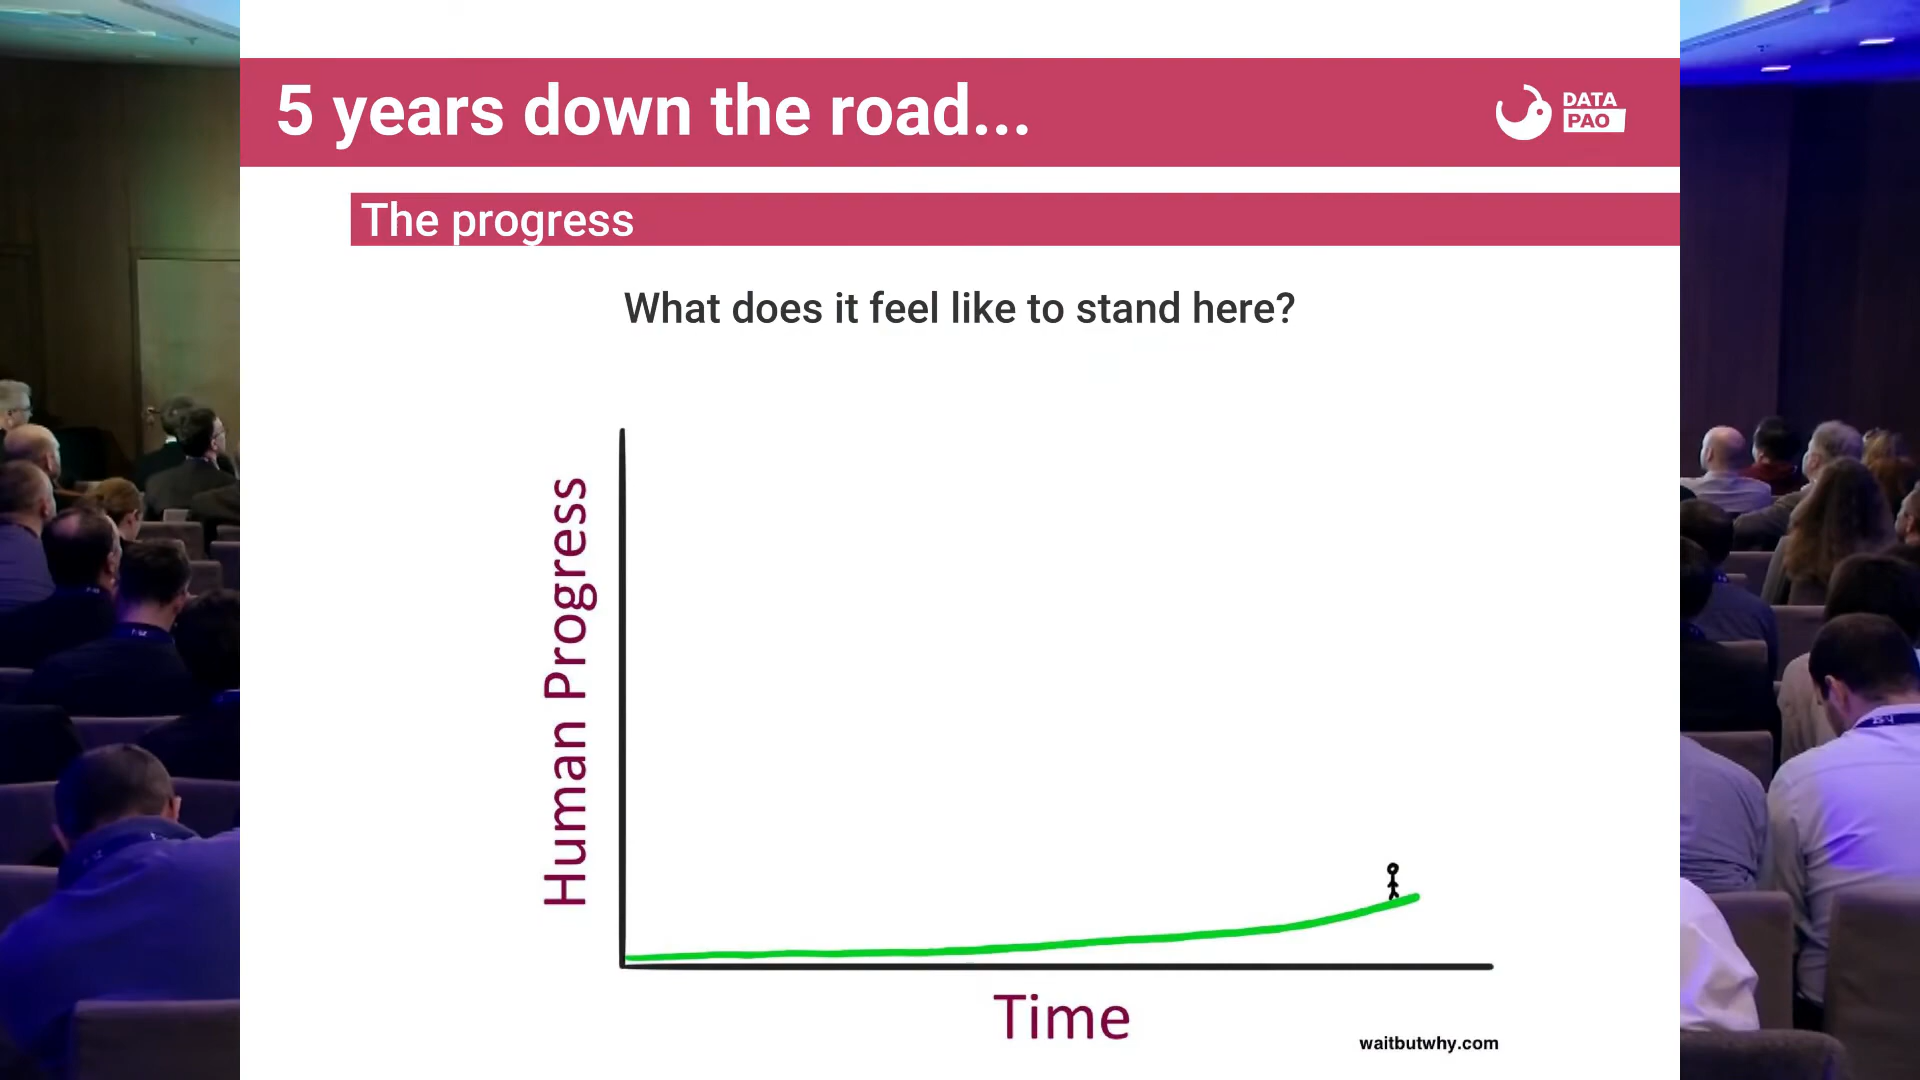 5 years down the road...
DATA
PAO
The progress
What does it feel like to stand here?
Human Progress
Time
waitbutwhy.com